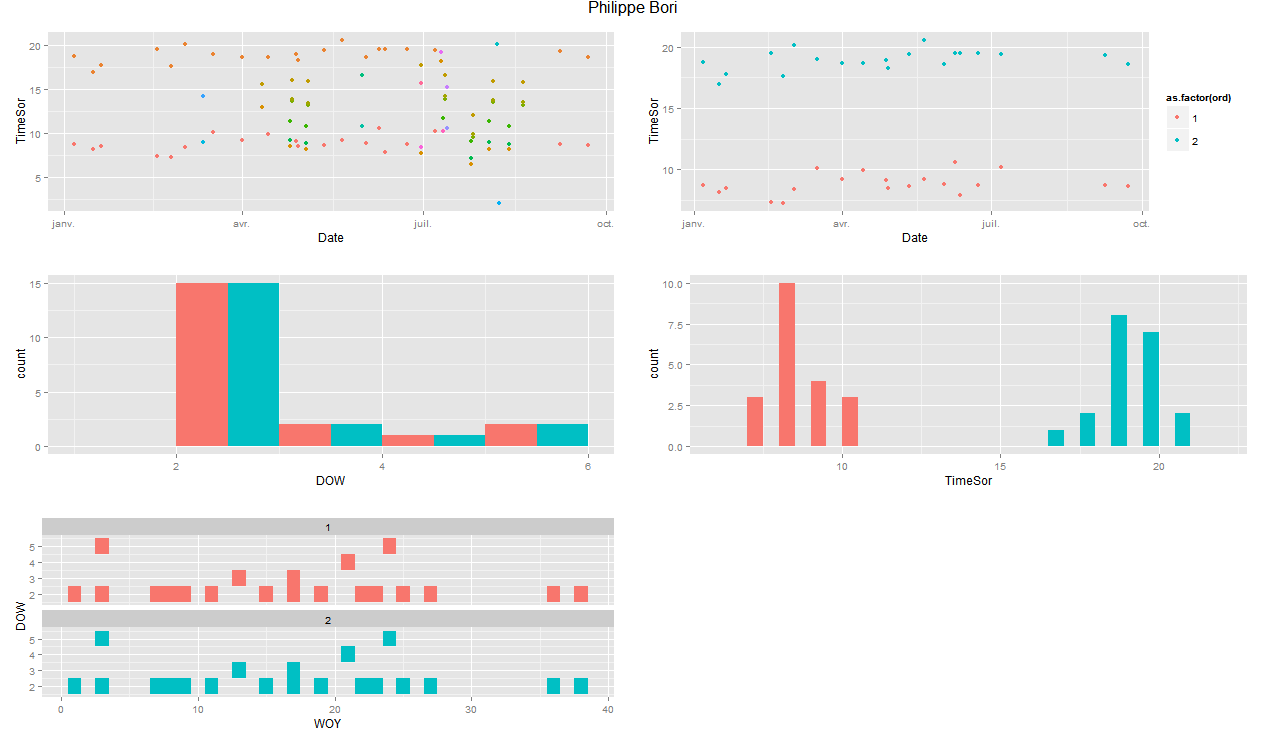 Philippe Bori
TimeSor
20
15
10
5
janv.
avr.
juil.
oct.
Date
TimeSor
20
15
10
janv.
avr.
juil.
oct.
Date
as.factor(ord)
1
2
count
15
10
5
0
2
4
6
DOW
count
10.0
7.5
5.0
2.5
0.0
10
15
20
TimeSor
DOW
1
5
4
3
2
2
5
4
3
2
0
10
20
30
40
WOY